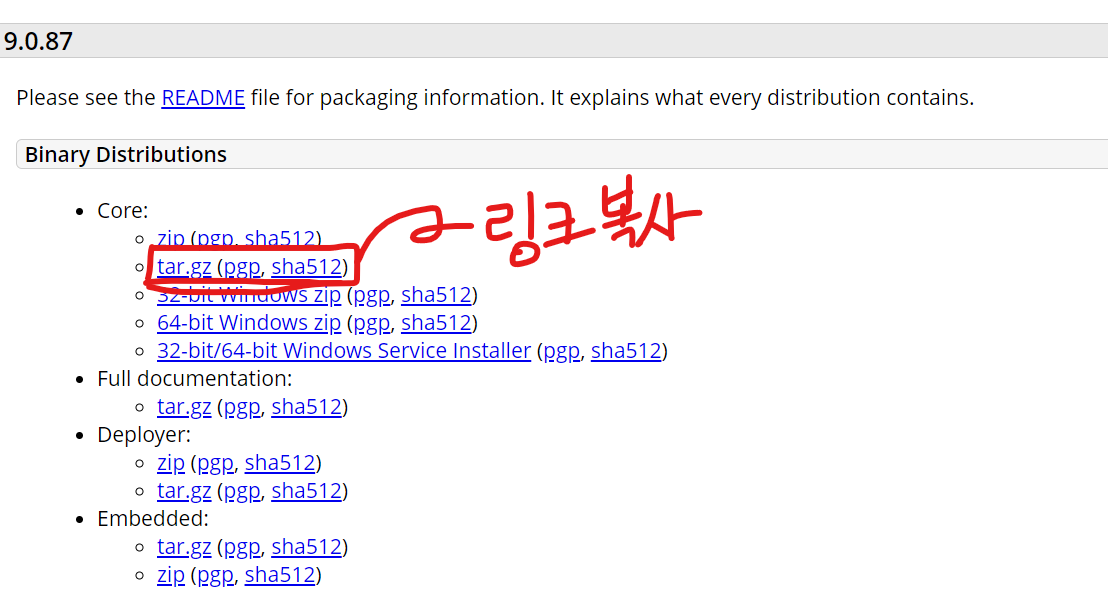 9.0.87
Please see the README file for packaging information. It explains what every distribution contains.
Binary Distributions
Core:
zip (pgp, sha512)
링크복사
tar.gz (pgp, sha512)
32-bit Windows zip (pgp, sha512)
64-bit Windows zip (pgp, sha512)
32-bit/64-bit Windows Service Installer (pgp, sha512)
Full documentation:
tar.gz (pgp, sha512)
Deployer:
zip (pgp, sha512)
tar.gz (pgp, sha512)
Embedded:
tar.gz (pgp, sha512)
zip (pgp, sha512)